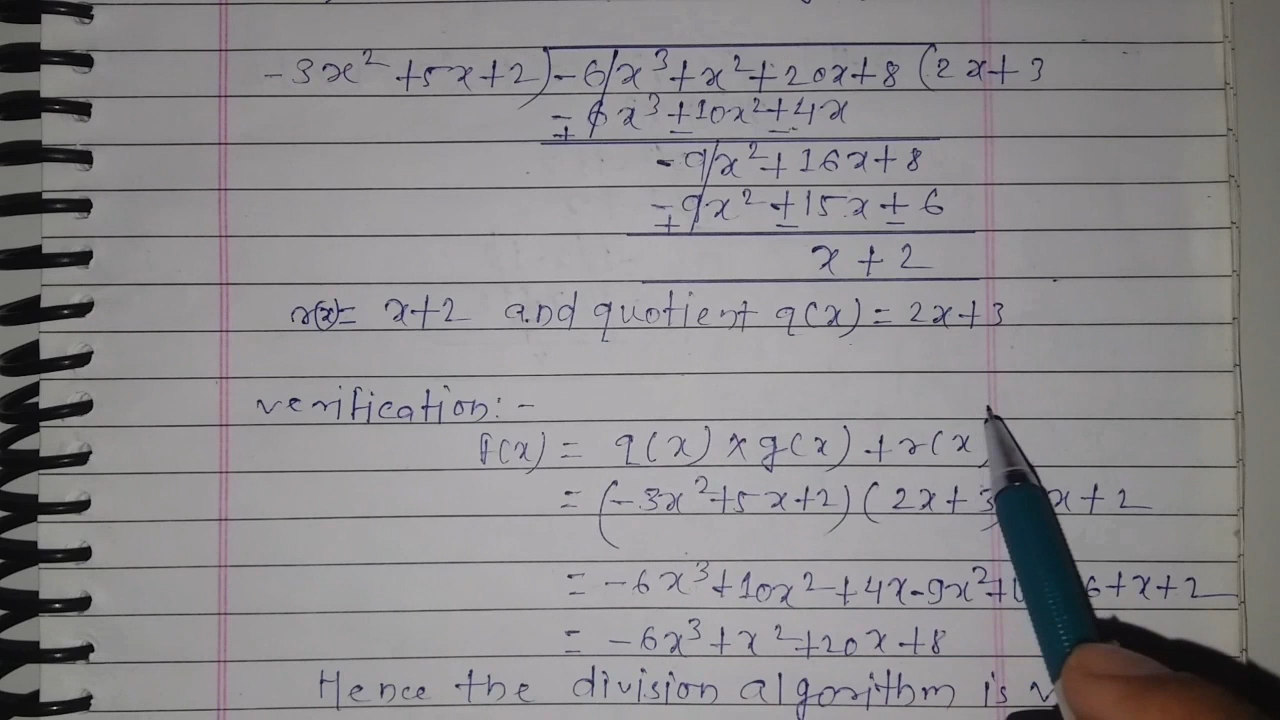 -3x² + 5x + 2) -6x³ + x² + 20x + 8 (2x + 3
-6x³ + 10x² + 4x
+ - -
-9x² + 16x + 8
-9x² + 15x + 6
+ - -
x + 2
r(x) = x + 2 and quotient q(x) = 2x + 3
verification:-
f(x) = q(x) × g(x) + r(x
= (-3x² + 5x + 2) (2x + 3 x + 2
= -6x³ + 10x² + 4x - 9x² + 6 + x + 2
= -6x³ + x² + 20x + 8
Hence the division algorithm is